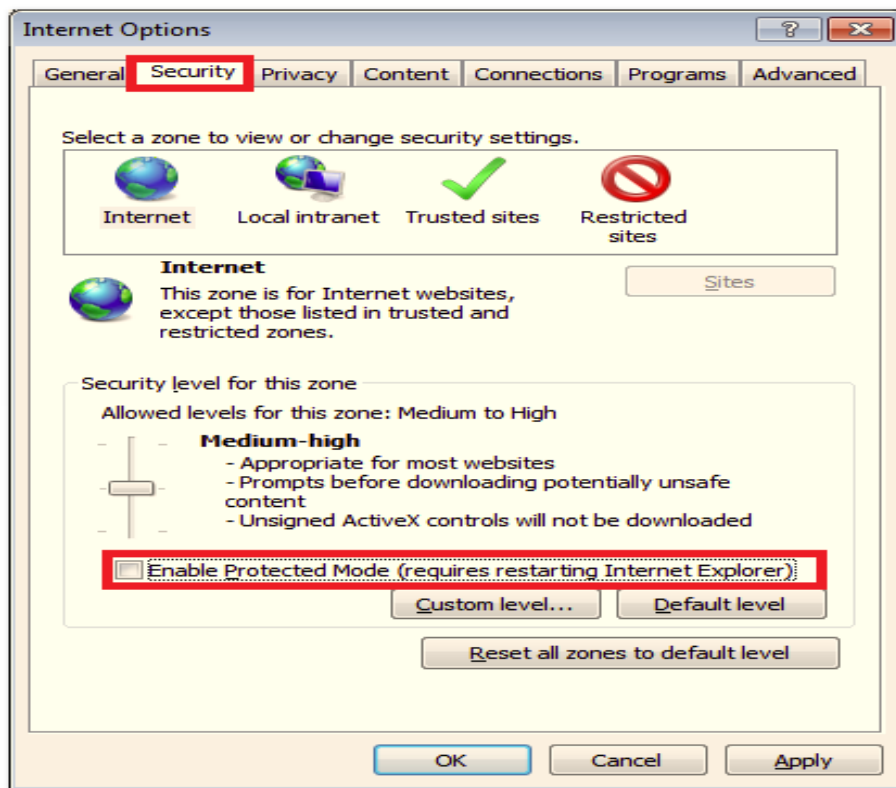 Internet Options
General Security Privacy Content Connections Programs Advanced
Select a zone to view or change security settings.
Internet Local intranet Trusted sites Restricted
sites
Internet
This zone is for Internet websites,
except those listed in trusted and
restricted zones.
Sites
Security level for this zone
Allowed levels for this zone: Medium to High
Medium-high
- Appropriate for most websites
- Prompts before downloading potentially unsafe
content
- Unsigned ActiveX controls will not be downloaded
Enable Protected Mode (requires restarting Internet Explorer)
Custom level... Default level
Reset all zones to default level
OK Cancel Apply